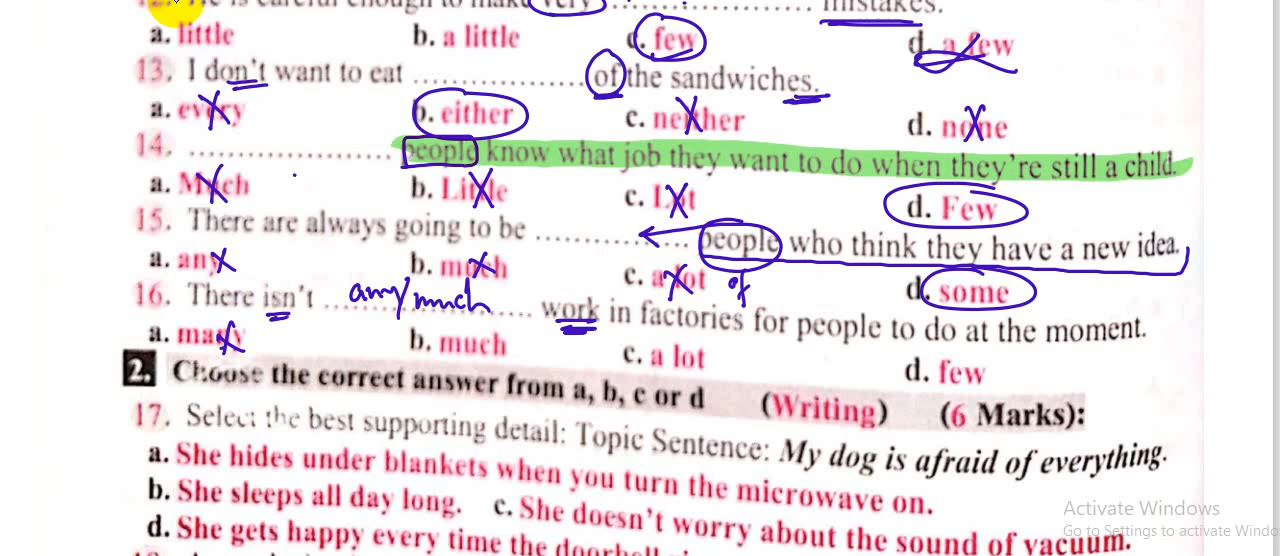 is careful enough to make very .................... mistakes.
a. little b. a little c. few d. a few
13. I don't want to eat .................. of the sandwiches.
a. every b. either c. neither d. none
14. ..................... people know what job they want to do when they're still a child.
a. Much b. Little c. Lot d. Few
15. There are always going to be ................ people who think they have a new idea.
a. any b. much c. a lot of d. some
16. There isn't .... any/much .... work in factories for people to do at the moment.
a. many b. much c. a lot d. few
2. Choose the correct answer from a, b, c or d (Writing) (6 Marks):
17. Select the best supporting detail: Topic Sentence: My dog is afraid of everything.
a. She hides under blankets when you turn the microwave on.
b. She sleeps all day long. c. She doesn't worry about the sound of vacuum.
d. She gets happy every time the doorbell
Activate Windows
Go to Settings to activate Windo